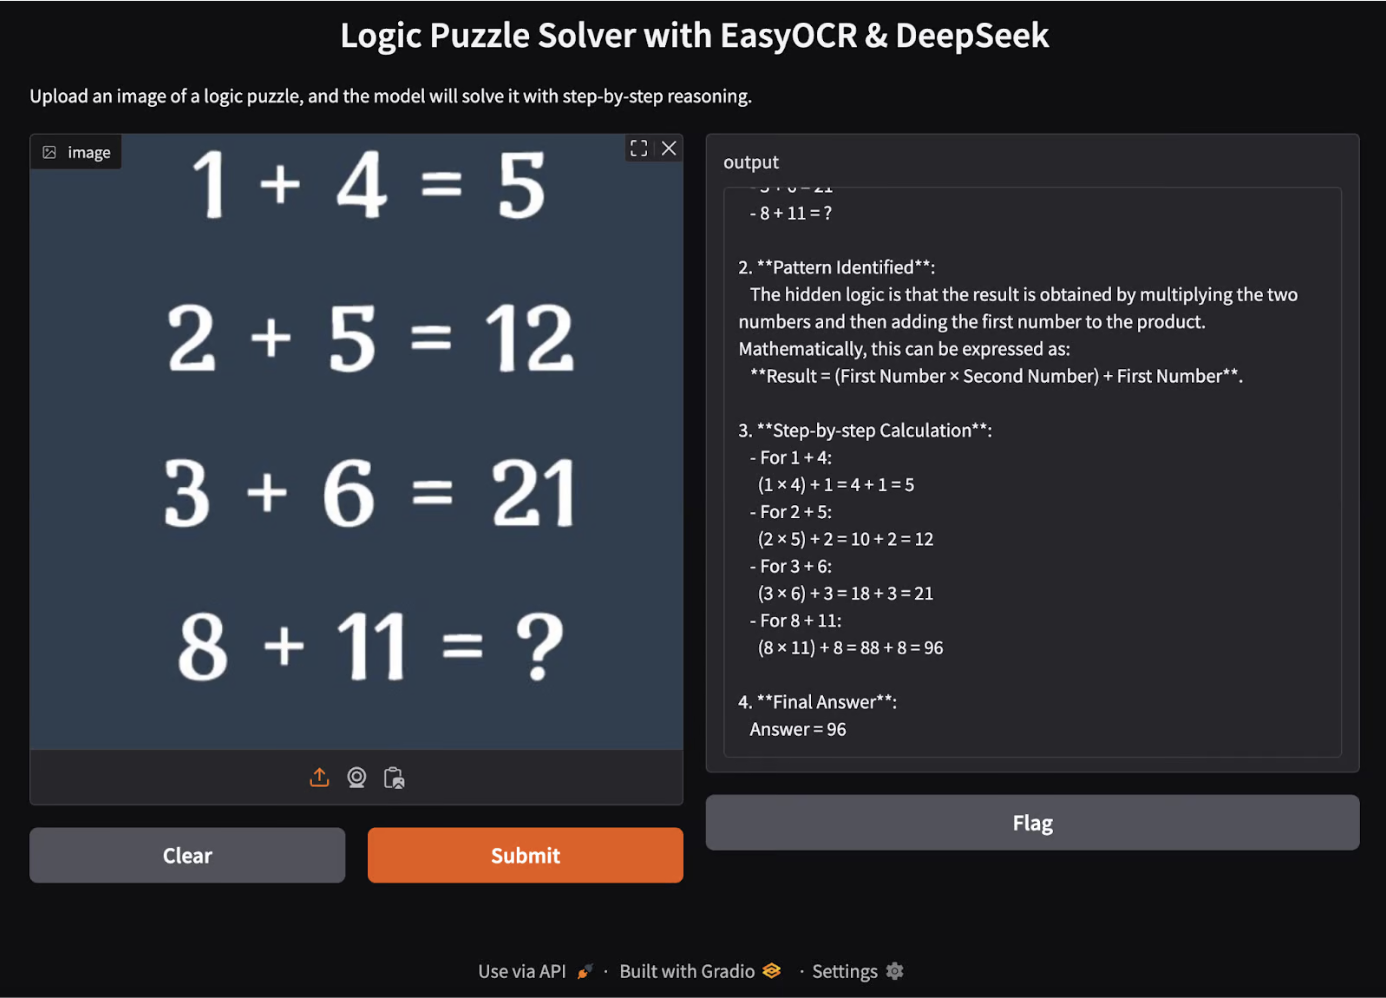 Logic Puzzle Solver with EasyOCR & DeepSeek
Upload an image of a logic puzzle, and the model will solve it with step-by-step reasoning.
image
1 + 4 = 5
2 + 5 = 12
3 + 6 = 21
8 + 11 = ?
Clear
Submit
output
- 3 + 6 = 21
- 8 + 11 = ?
2. **Pattern Identified**:
The hidden logic is that the result is obtained by multiplying the two
numbers and then adding the first number to the product.
Mathematically, this can be expressed as:
**Result = (First Number × Second Number) + First Number**.
3. **Step-by-step Calculation**:
- For 1 + 4:
(1 × 4) + 1 = 4 + 1 = 5
- For 2 + 5:
(2 × 5) + 2 = 10 + 2 = 12
- For 3 + 6:
(3 × 6) + 3 = 18 + 3 = 21
- For 8 + 11:
(8 × 11) + 8 = 88 + 8 = 96
4. **Final Answer**:
Answer = 96
Flag
Use via API · Built with Gradio · Settings